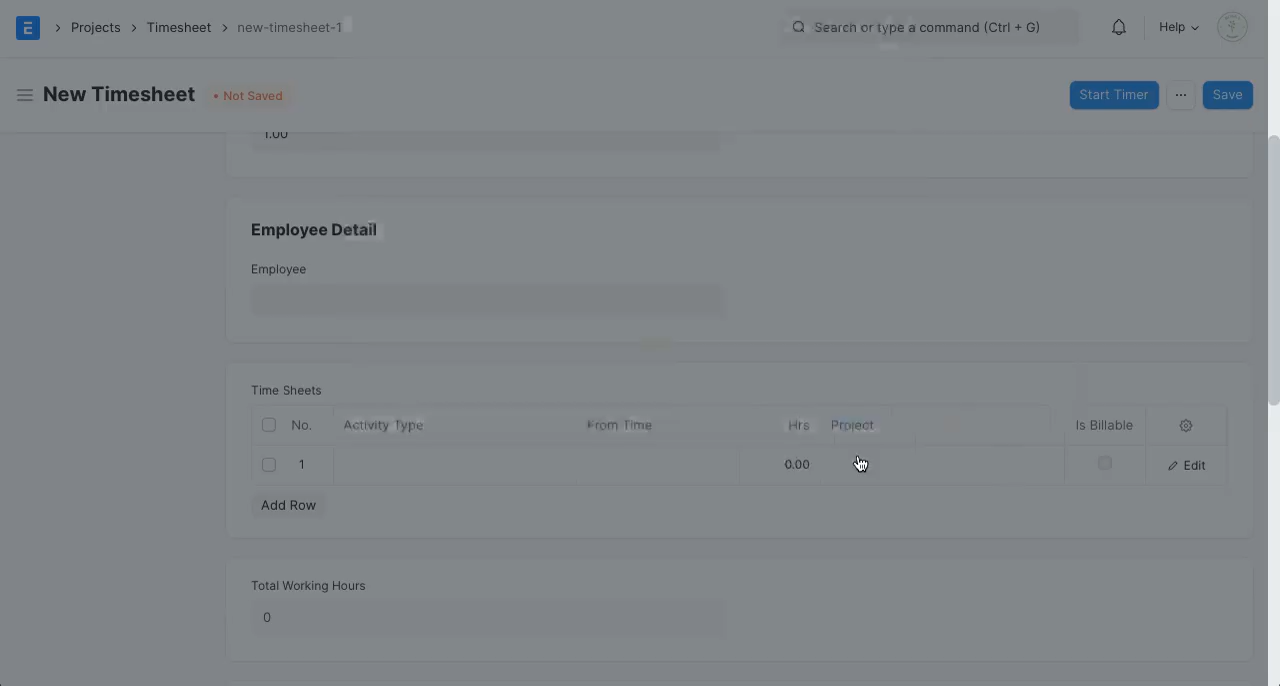 E Projects Timesheet new-timesheet-1 Search or type a command (Ctrl + G) Help
New Timesheet • Not Saved Start Timer ... Save
1.00
Employee Detail
Employee
Time Sheets
No. Activity Type From Time Hrs Project Is Billable
1 0.00 Edit
Add Row
Total Working Hours
0